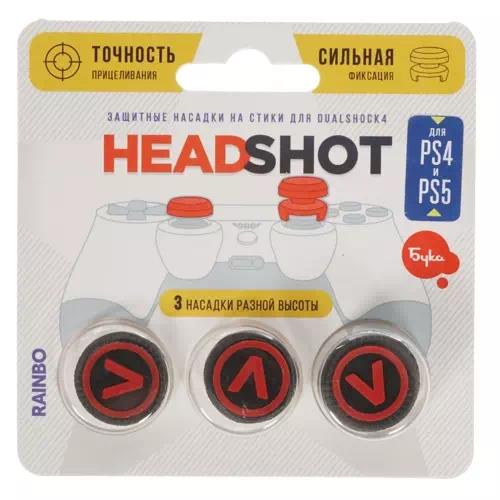 ТОЧНОСТЬ
ПРИЦЕЛИВАНИЯ
СИЛЬНАЯ
ФИКСАЦИЯ
ЗАЩИТНЫЕ НАСАДКИ НА СТИКИ ДЛЯ DUALSHOCK4
HEADSHOT
для
PS4
и
PS5
Бука
3 НАСАДКИ РАЗНОЙ ВЫСОТЫ
RAINBO